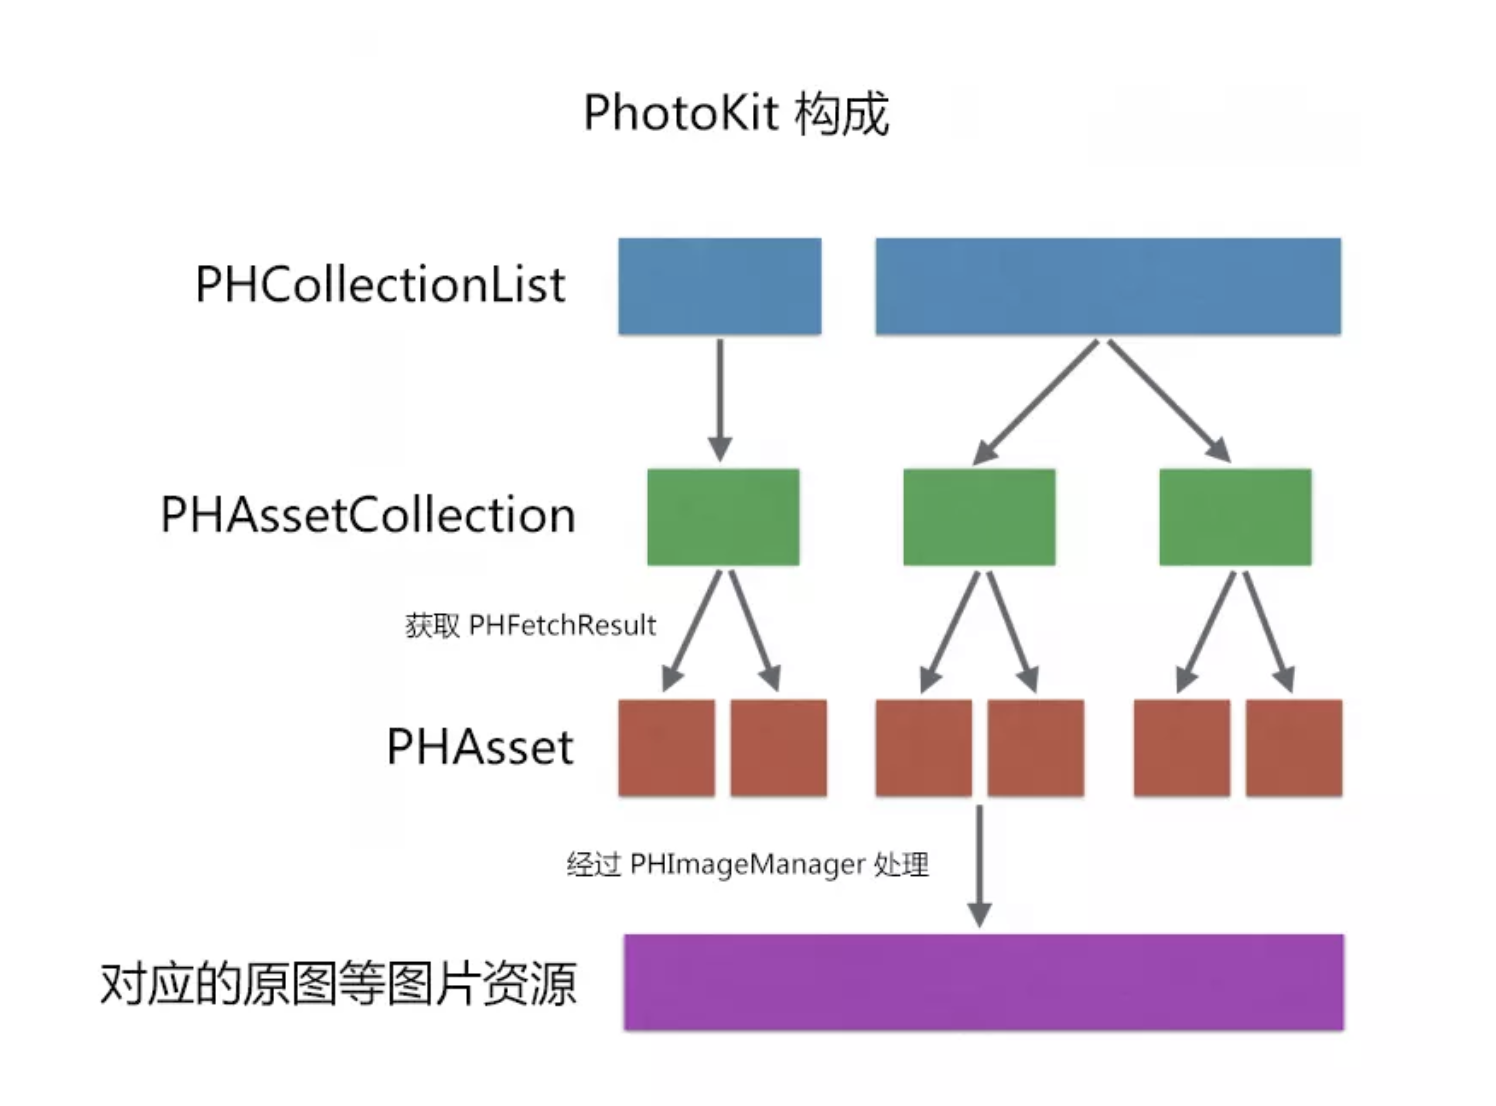 PhotoKit 构成
PHCollectionList
PHAssetCollection
获取 PHFetchResult
PHAsset
经过 PHImageManager 处理
对应的原图等图片资源